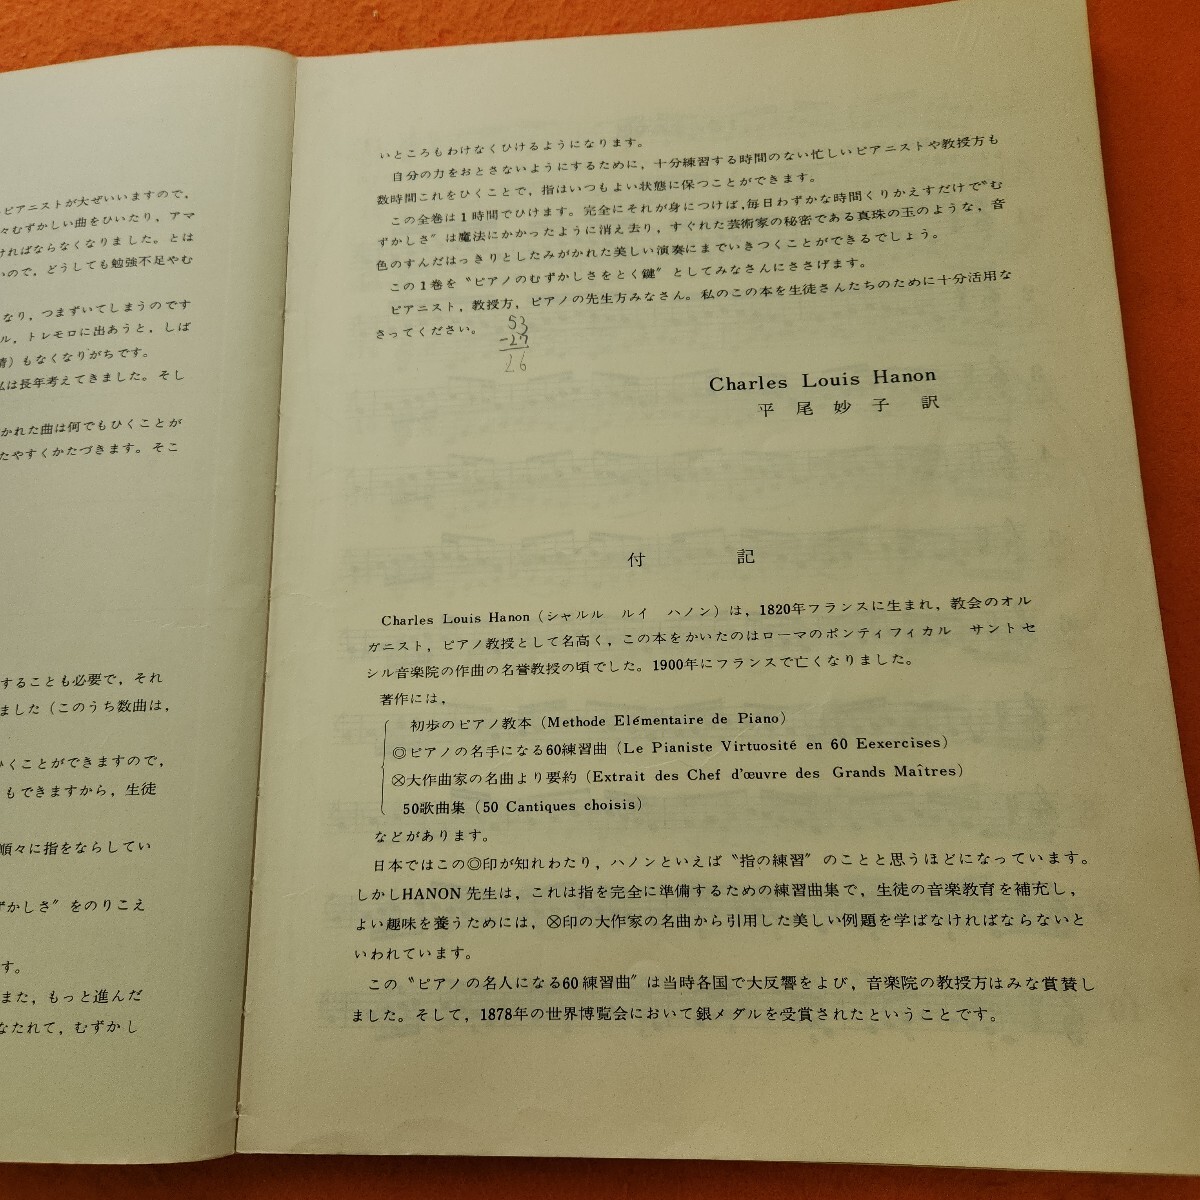 ピアニストが大ぜいいますので，
々むずかしい曲をひいたり，アマ
ければならなくなりました。とは
いので，どうしても勉強不足やむ
なり，つまずいてしまうのです
ル，トレモロに出あうと，しば
もなくなりがちです。
私は長年考えてきました。そし
かれた曲は何でもひくことが
たやすくかたづきます。そこ
することも必要で，それ
ました（このうち数曲は，
ひくことができますので，
もできますから，生徒
順々に指をならしてい
ずかしさ〟をのりこえ
す。
また，もっと進んだ
なたれて，むずかし
いところもわけなくひけるようになります。
自分の力をおとさないようにするために，十分練習する時間のない忙しいピアニストや教授方も
数時間これをひくことで，指はいつもよい状態に保つことができます。
この全巻は1時間でひけます。完全にそれが身につけば，毎日わずかな時間くりかえすだけで〝む
ずかしさ〟は魔法にかかったように消え去り，すぐれた芸術家の秘密である真珠の玉のような，音
色のすんだはっきりとしたみがかれた美しい演奏にまでいきつくことができるでしょう。
この1巻を〝ピアノのむずかしさをとく鍵〟としてみなさんにささげます。
ピアニスト，教授方，ピアノの先生方みなさん。私のこの本を生徒さんたちのために十分活用な
さってください。
53
-27
26
Charles Louis Hanon
平尾妙子訳
付記
Charles Louis Hanon（シャルル ルイ ハノン）は，1820年フランスに生まれ，教会のオル
ガニスト，ピアノ教授として名高く，この本をかいたのはローマのポンティフィカル サントセ
シル音楽院の作曲の名誉教授の頃でした。1900年にフランスで亡くなりました。
著作には，
初歩のピアノ教本（Methode Elémentaire de Piano）
◎ピアノの名手になる60練習曲（Le Pianiste Virtuosité en 60 Eexercises）
⊗大作曲家の名曲より要約（Extrait des Chef d'œuvre des Grands Maîtres）
50歌曲集（50 Cantiques choisis）
などがあります。
日本ではこの◎印が知れわたり，ハノンといえば〝指の練習〟のことと思うほどになっています。
しかしHANON先生は，これは指を完全に準備するための練習曲集で，生徒の音楽教育を補充し，
よい趣味を養うためには，⊗印の大作家の名曲から引用した美しい例題を学ばなければならないと
いわれています。
この〝ピアノの名人になる60練習曲〟は当時各国で大反響をよび，音楽院の教授方はみな賞賛し
ました。そして，1878年の世界博覧会において銀メダルを受賞されたということです。